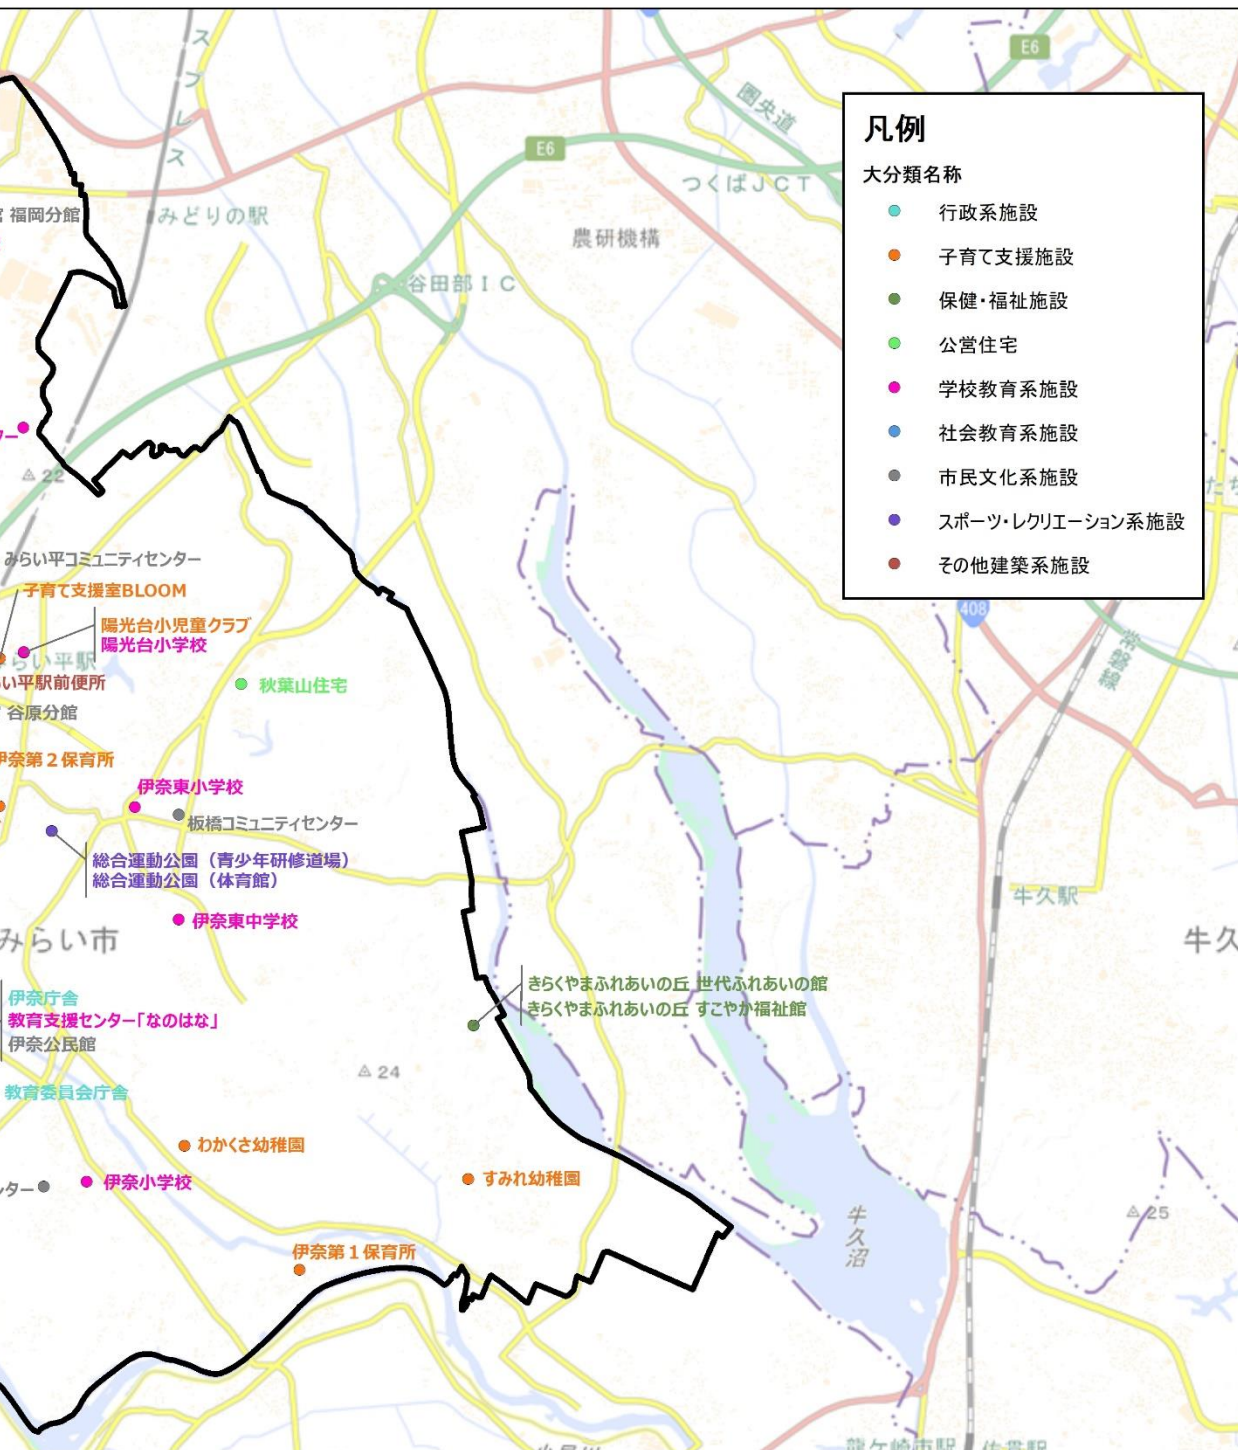 スプレス
E6
E6
圏央道
つくばJCT
福岡分館
みどりの駅
農研機構
谷田部IC
凡例
大分類名称
行政系施設
子育て支援施設
保健・福祉施設
公営住宅
学校教育系施設
社会教育系施設
市民文化系施設
スポーツ・レクリエーション系施設
その他建築系施設
ター
22
みらい平コミュニティセンター
子育て支援室BLOOM
陽光台小児童クラブ
陽光台小学校
らい平駅
い平駅前便所
谷原分館
秋葉山住宅
408
常磐線
伊奈第2保育所
伊奈東小学校
板橋コミュニティセンター
総合運動公園（青少年研修道場）
総合運動公園（体育館）
伊奈東中学校
みらい市
牛久駅
牛久
きらくやまふれあいの丘 世代ふれあいの館
きらくやまふれあいの丘 すこやか福祉館
伊奈庁舎
教育支援センター「なのはな」
伊奈公民館
24
教育委員会庁舎
わかくさ幼稚園
すみれ幼稚園
ンター
伊奈小学校
伊奈第1保育所
牛久沼
25